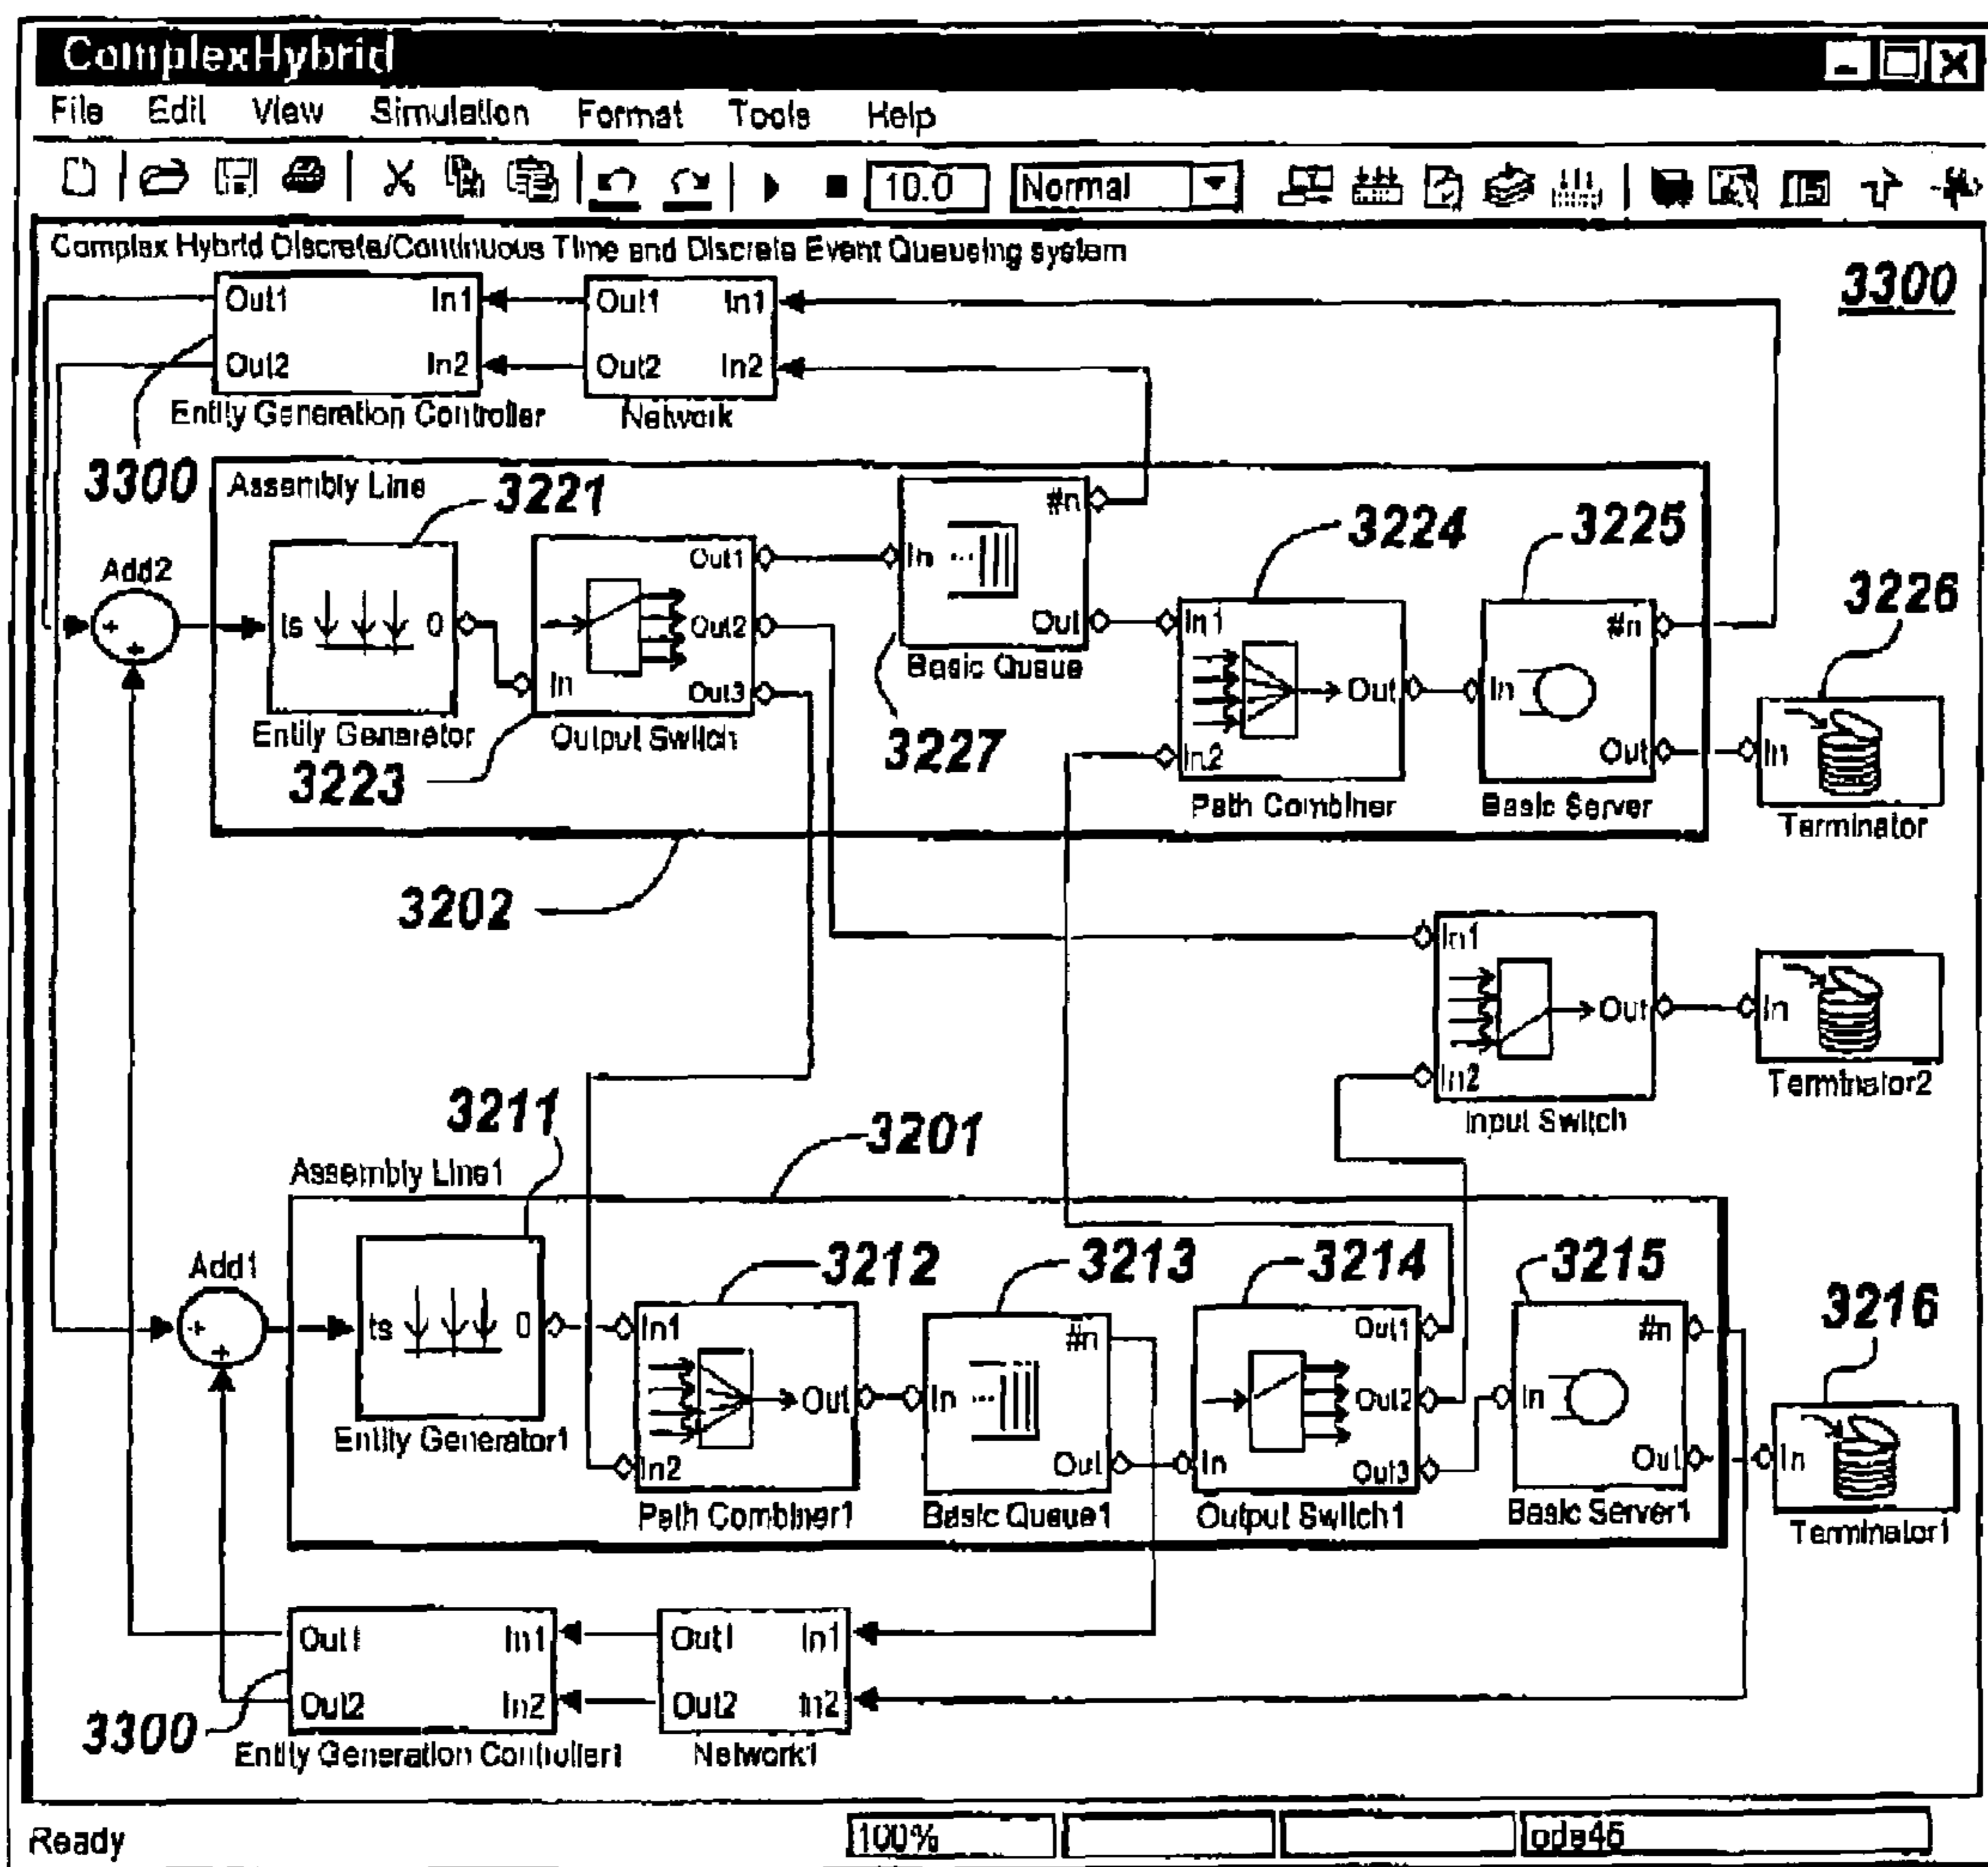 ComplexHybrid
File Edit View Simulation Format Tools Help
10.0 Normal
Complex Hybrid Discrete/Continuous Time and Discrete Event Queueing system
3300
Out1 In1 Out1 In1
Out2 In2 Out2 In2
Entity Generation Controller Network
3300
Assembly Line
3221
#n
3224
3225
3226
Add2
+
+
ts 0
Entity Generator
Out1
Out2
Out3
In
Output Switch
3223
In
Out
Basic Queue
3227
In1
In2
Out
Path Combiner
#n
In
Out
Basic Server
In
Terminator
3202
In1
In2
Out
Input Switch
In
Terminator2
3211
3201
Assembly Line1
Add1
+
+
ts 0
Entity Generator1
3212
3213
3214
3215
3216
In1
In2
Out
Path Combiner1
#n
In
Out
Basic Queue1
Out1
Out2
Out3
In
Output Switch1
#n
In
Out
Basic Server1
In
Terminator1
Out1 In1 Out1 In1
Out2 In2 Out2 In2
3300
Entity Generation Controller1 Network1
Ready 100% ode45